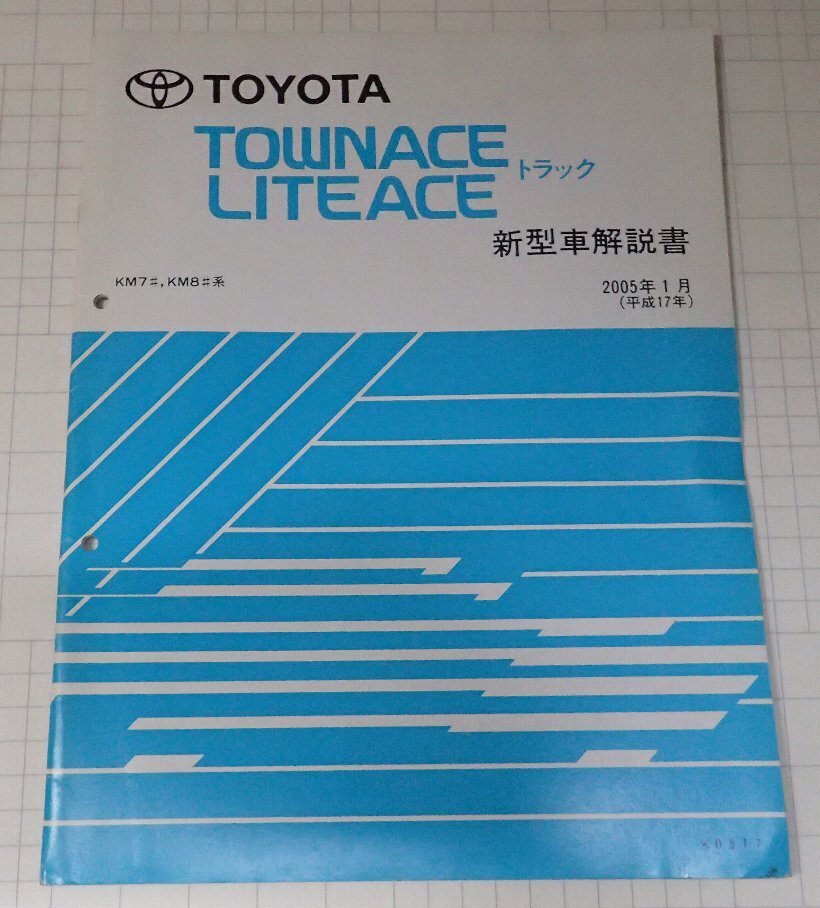 TOYOTA
TOWNACE
LITEACE
トラック
新型車解説書
KM7♯,KM8♯系
2005年1月
(平成17年)